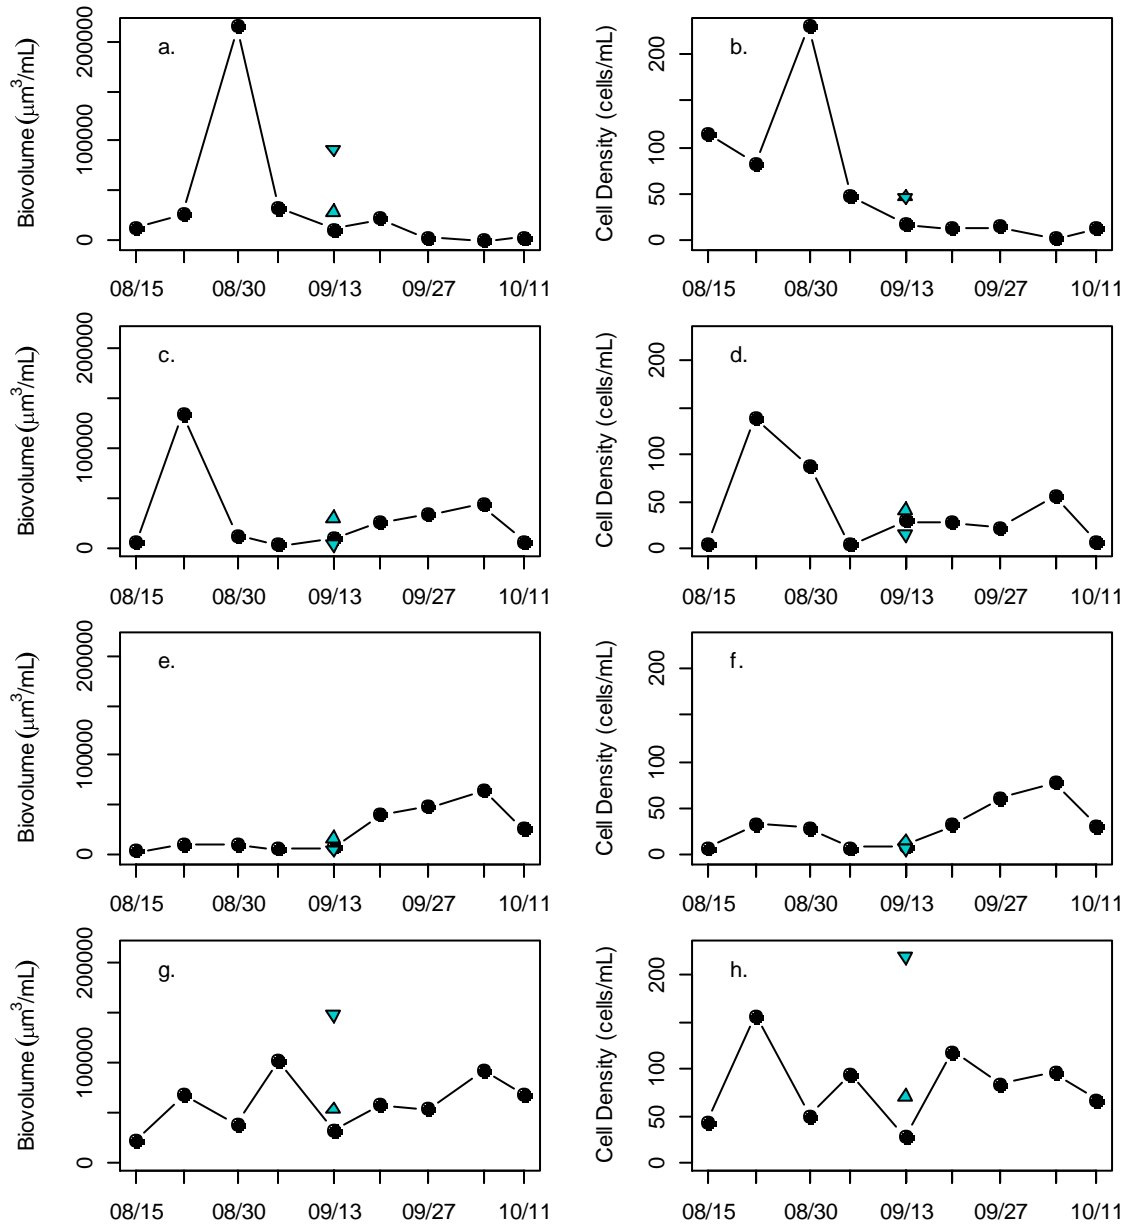 a.
Biovolume (μm³/mL)
200000
100000
0
08/15 08/30 09/13 09/27 10/11
b.
Cell Density (cells/mL)
200
100
50
0
08/15 08/30 09/13 09/27 10/11
c.
Biovolume (μm³/mL)
200000
100000
0
08/15 08/30 09/13 09/27 10/11
d.
Cell Density (cells/mL)
200
100
50
0
08/15 08/30 09/13 09/27 10/11
e.
Biovolume (μm³/mL)
200000
100000
0
08/15 08/30 09/13 09/27 10/11
f.
Cell Density (cells/mL)
200
100
50
0
08/15 08/30 09/13 09/27 10/11
g.
Biovolume (μm³/mL)
200000
100000
0
08/15 08/30 09/13 09/27 10/11
h.
Cell Density (cells/mL)
200
100
50
0
08/15 08/30 09/13 09/27 10/11